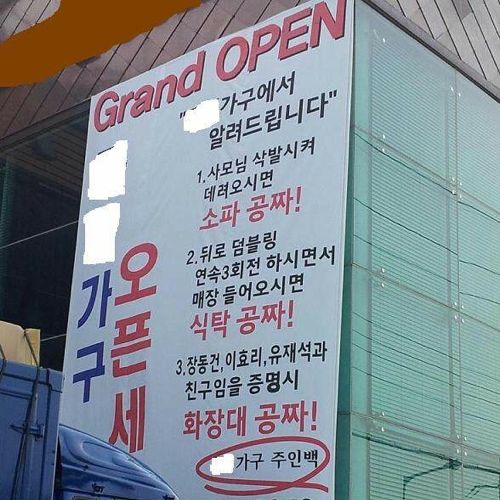 Grand OPEN
"가구에서
알려드립니다"
1.사모님 삭발시켜
데려오시면
소파 공짜!
2.뒤로 덤블링
연속3회전 하시면서
매장 들어오시면
식탁 공짜!
3.장동건,이효리,유재석과
친구임을 증명시
화장대 공짜!
가구 주인백
가구
오픈세